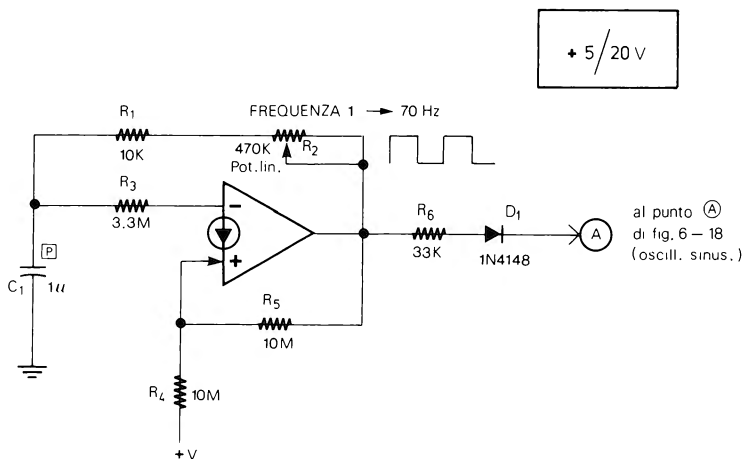 + 5/20 V
R1
10K
FREQUENZA 1 → 70 Hz
470K
R2
Pot.lin.
R3
3.3M
−
+
P
C1
1u
R6
33K
D1
1N4148
A
al punto Ⓐ
di fig. 6 – 18
(oscill. sinus.)
R5
10M
R4
10M
+V